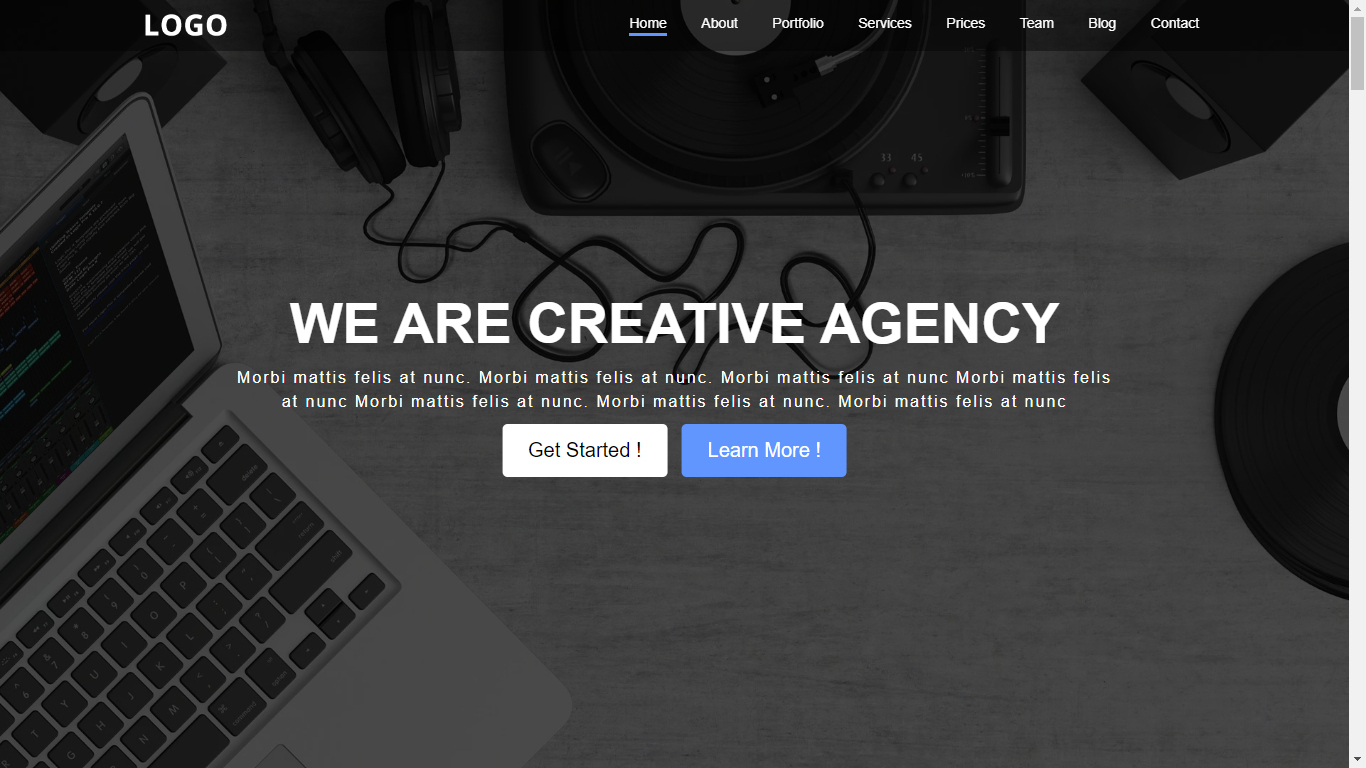 LOGO
Home About Portfolio Services Prices Team Blog Contact
33 45
WE ARE CREATIVE AGENCY
Morbi mattis felis at nunc. Morbi mattis felis at nunc. Morbi mattis felis at nunc Morbi mattis felis
at nunc Morbi mattis felis at nunc. Morbi mattis felis at nunc. Morbi mattis felis at nunc
Get Started ! Learn More !